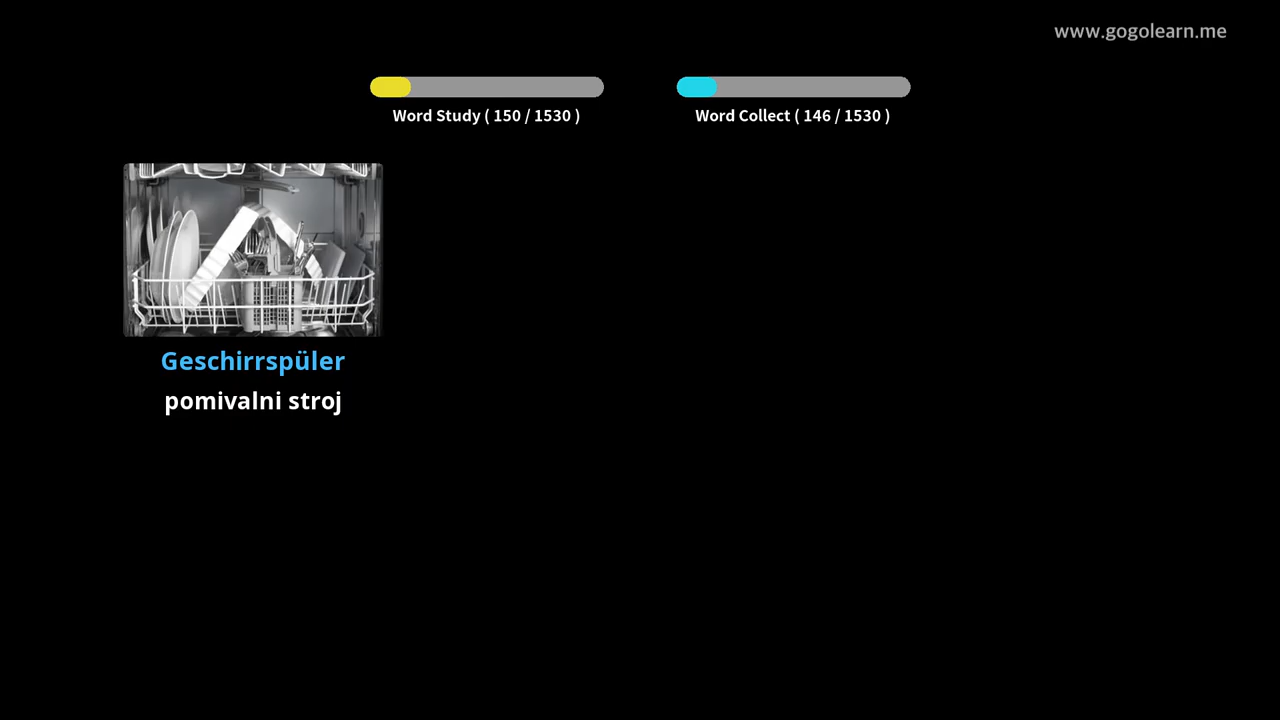 www.gogolearn.me
Word Study ( 150 / 1530 )
Word Collect ( 146 / 1530 )
Geschirrspüler
pomivalni stroj